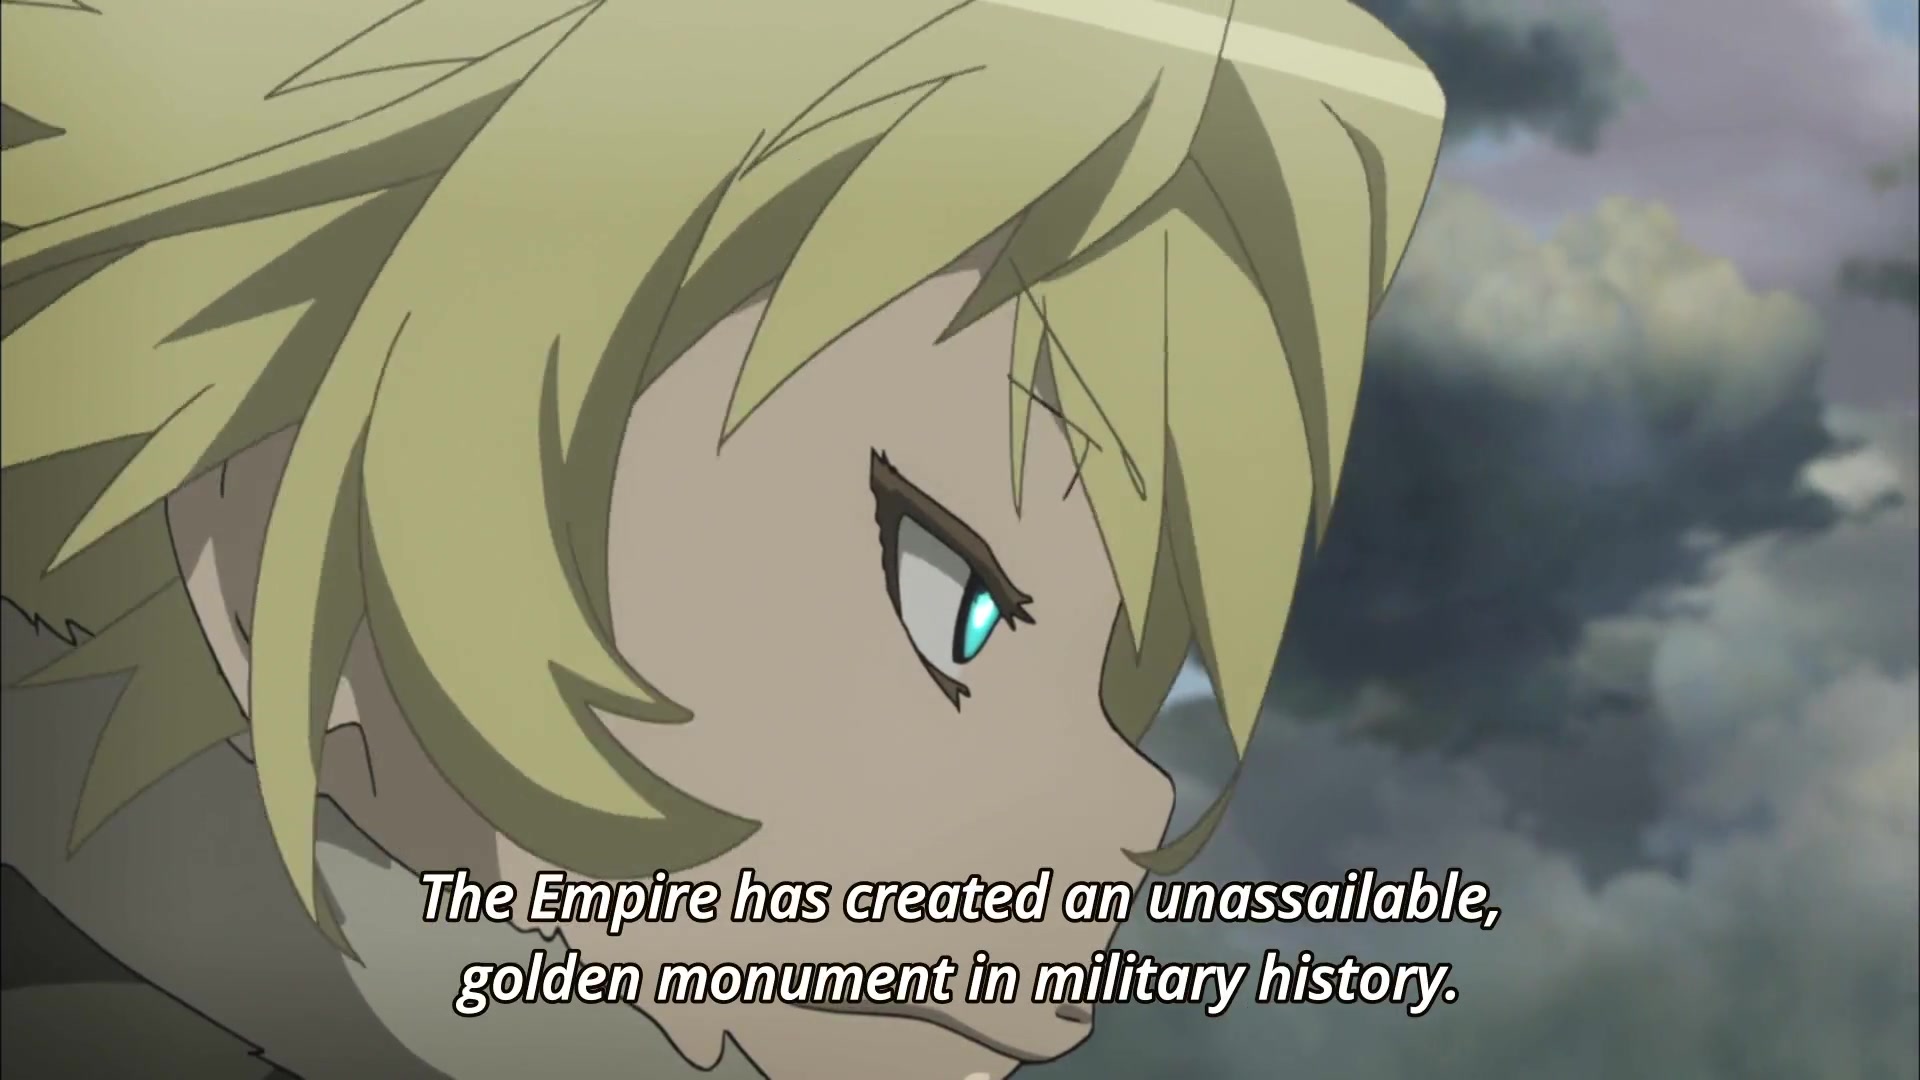 The Empire has created an unassailable,
golden monument in military history.